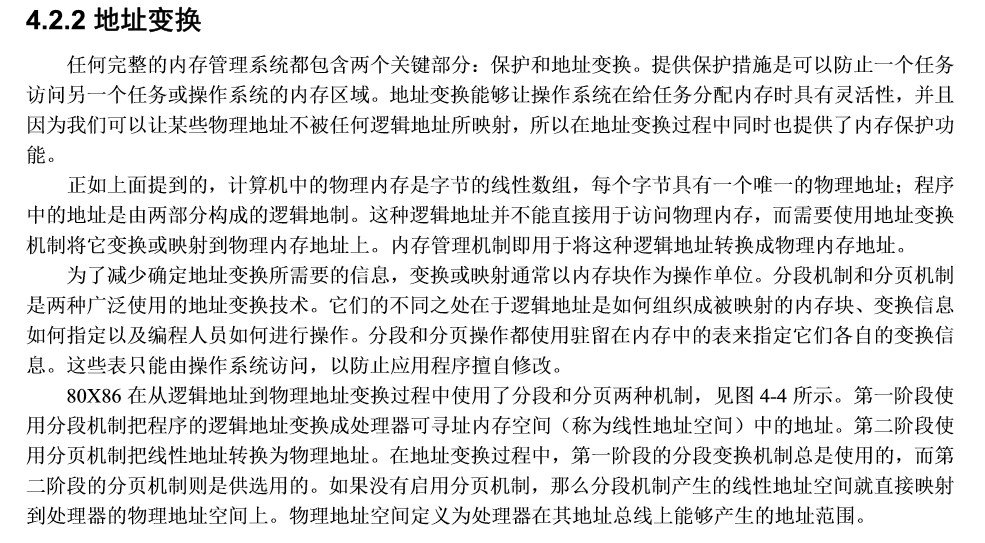 4.2.2 地址变换
任何完整的内存管理系统都包含两个关键部分：保护和地址变换。提供保护措施是可以防止一个任务
访问另一个任务或操作系统的内存区域。地址变换能够让操作系统在给任务分配内存时具有灵活性，并且
因为我们可以让某些物理地址不被任何逻辑地址所映射，所以在地址变换过程中同时也提供了内存保护功
能。
正如上面提到的，计算机中的物理内存是字节的线性数组，每个字节具有一个唯一的物理地址；程序
中的地址是由两部分构成的逻辑地制。这种逻辑地址并不能直接用于访问物理内存，而需要使用地址变换
机制将它变换或映射到物理内存地址上。内存管理机制即用于将这种逻辑地址转换成物理内存地址。
为了减少确定地址变换所需要的信息，变换或映射通常以内存块作为操作单位。分段机制和分页机制
是两种广泛使用的地址变换技术。它们的不同之处在于逻辑地址是如何组织成被映射的内存块、变换信息
如何指定以及编程人员如何进行操作。分段和分页操作都使用驻留在内存中的表来指定它们各自的变换信
息。这些表只能由操作系统访问，以防止应用程序擅自修改。
80X86 在从逻辑地址到物理地址变换过程中使用了分段和分页两种机制，见图 4-4 所示。第一阶段使
用分段机制把程序的逻辑地址变换成处理器可寻址内存空间（称为线性地址空间）中的地址。第二阶段使
用分页机制把线性地址转换为物理地址。在地址变换过程中，第一阶段的分段变换机制总是使用的，而第
二阶段的分页机制则是供选用的。如果没有启用分页机制，那么分段机制产生的线性地址空间就直接映射
到处理器的物理地址空间上。物理地址空间定义为处理器在其地址总线上能够产生的地址范围。